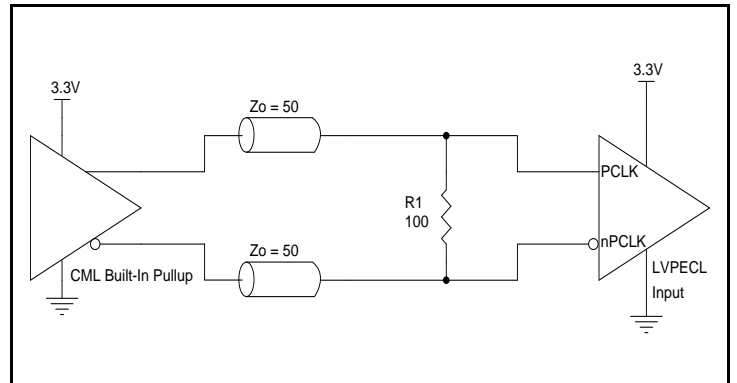 3.3V
3.3V
Zo = 50
PCLK
R1
100
Zo = 50
nPCLK
CML Built-In Pullup
LVPECL
Input